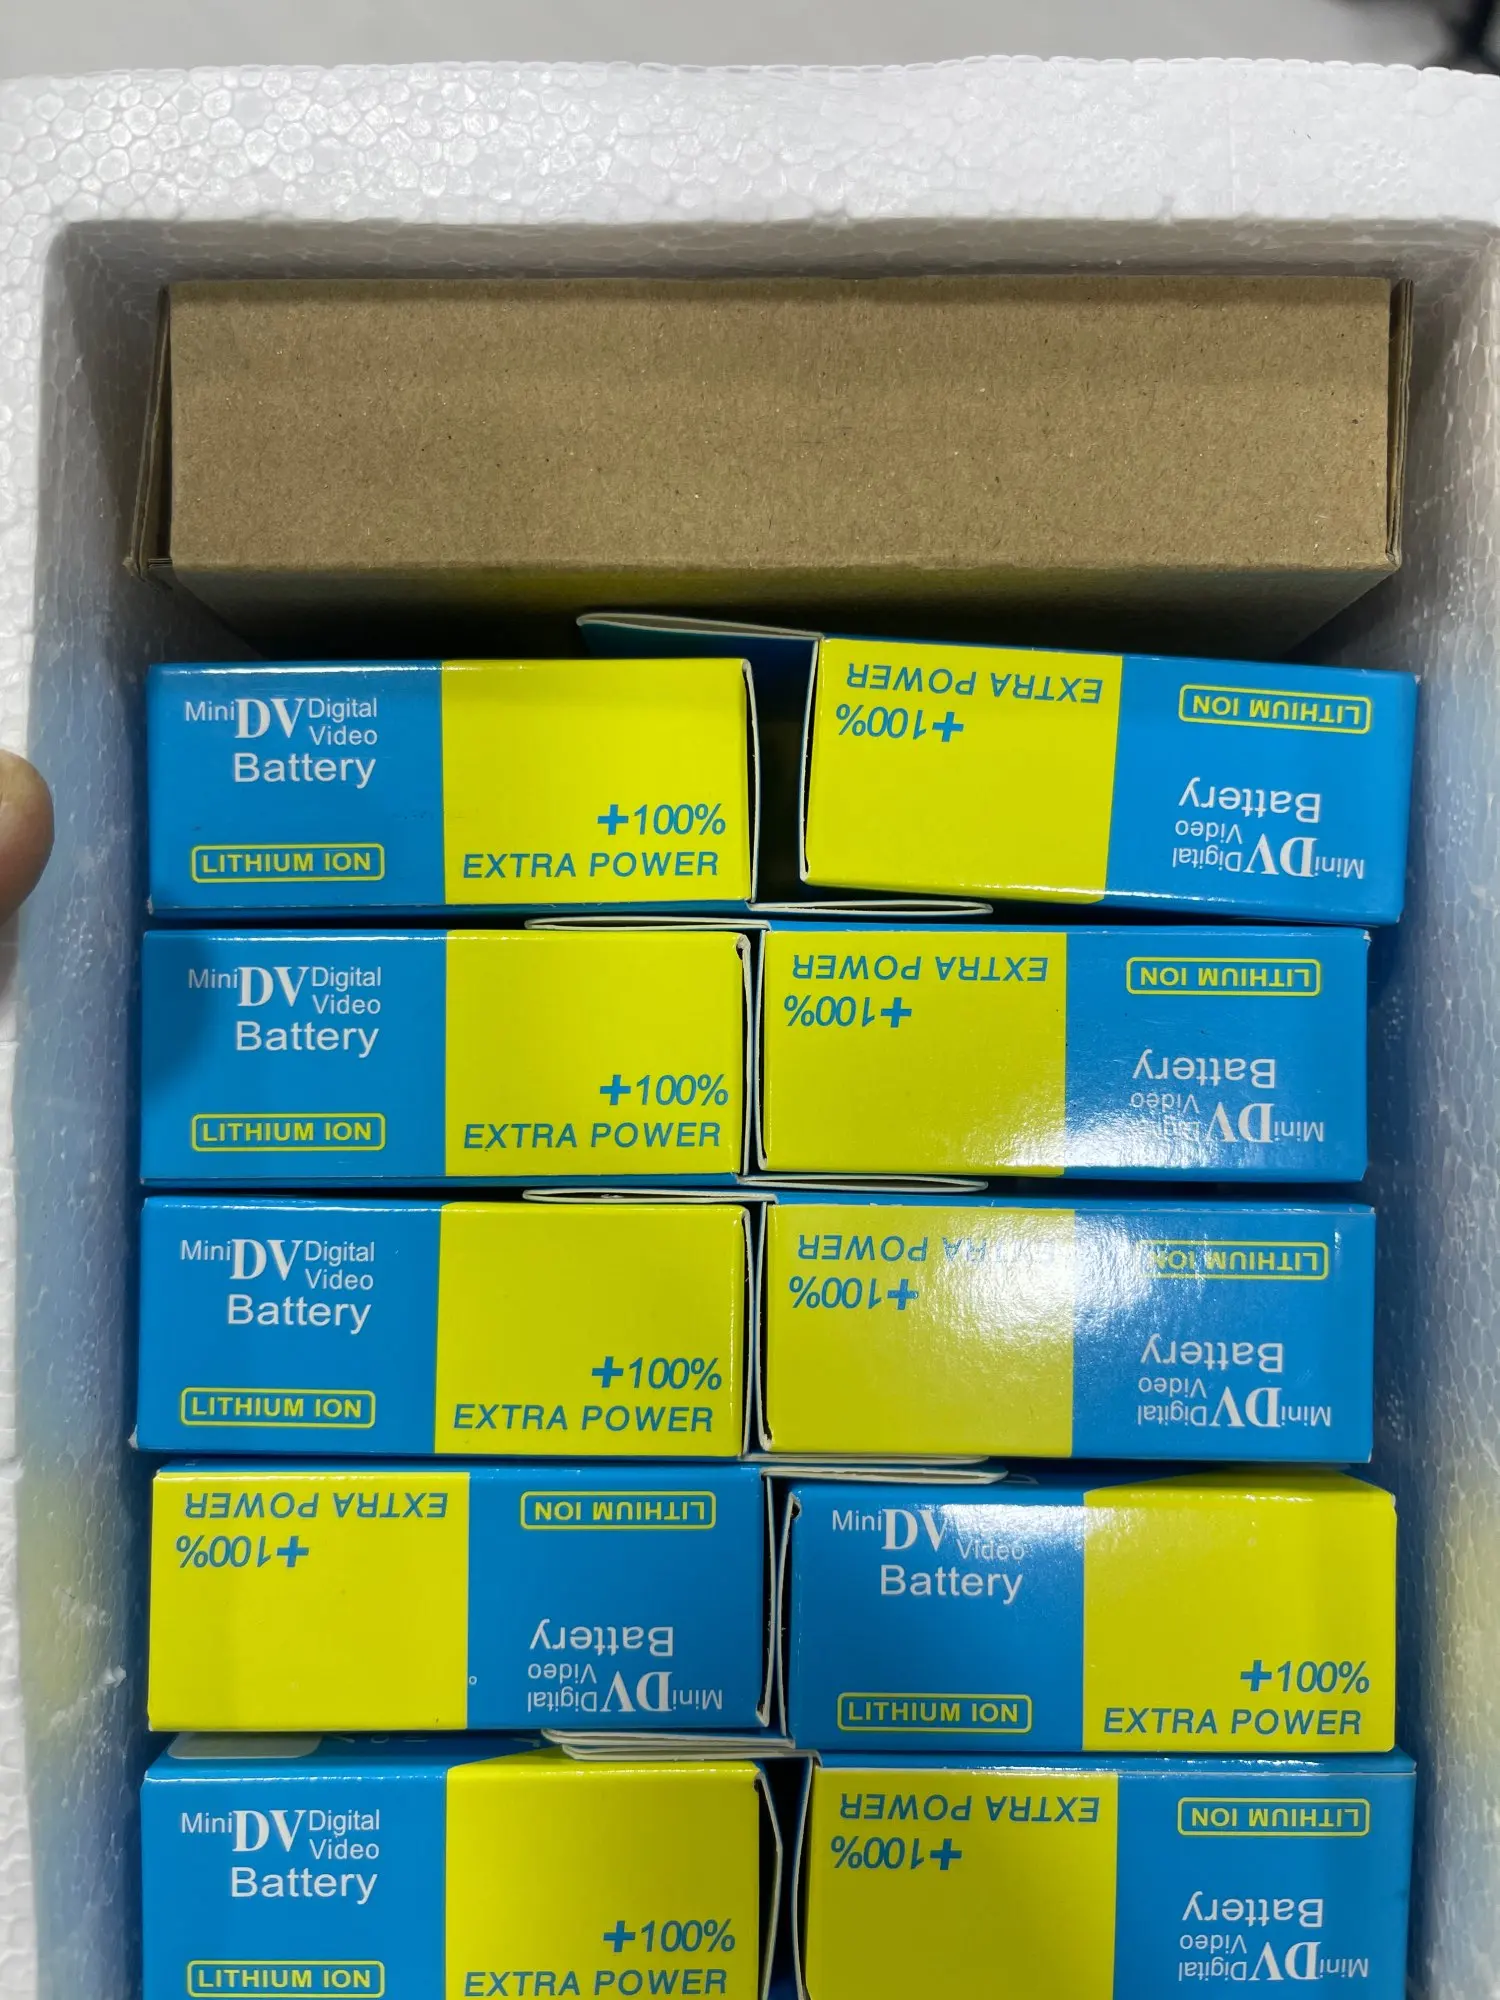 Mini DV Digital
Video
Battery
LITHIUM ION
+100%
EXTRA POWER
EXTRA POWER
+100%
LITHIUM ION
Battery
Video
Mini DV Digital
Mini DV Digital
Video
Battery
LITHIUM ION
+100%
EXTRA POWER
EXTRA POWER
+100%
LITHIUM ION
Battery
Video
Mini DV Digital
Mini DV Digital
Video
Battery
LITHIUM ION
+100%
EXTRA POWER
EXTRA POWER
+100%
LITHIUM ION
Battery
Video
Mini DV Digital
EXTRA POWER
+100%
LITHIUM ION
Battery
Video
Mini DV Digital
Mini DV
Video
Battery
LITHIUM ION
+100%
EXTRA POWER
Mini DV Digital
Video
Battery
LITHIUM ION
+100%
EXTRA POWER
EXTRA POWER
+100%
LITHIUM ION
Battery
Video
Mini DV Digital